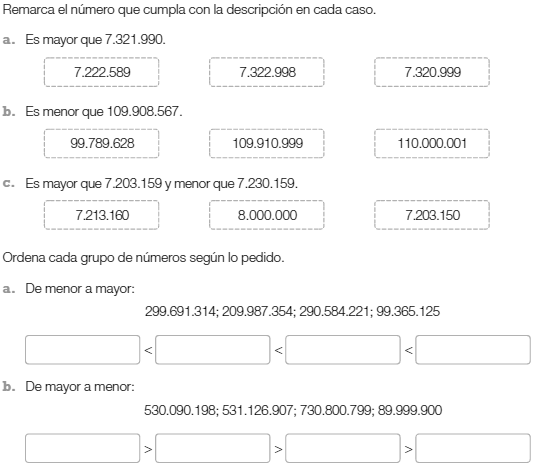 Remarca el número que cumpla con la descripción en cada caso.
a. Es mayor que 7.321.990.
7.222.589 7.322.998 7.320.999
b. Es menor que 109.908.567.
99.789.628 109.910.999 110.000.001
c. Es mayor que 7.203.159 y menor que 7.230.159.
7.213.160 8.000.000 7.203.150
Ordena cada grupo de números según lo pedido.
a. De menor a mayor:
299.691.314; 209.987.354; 290.584.221; 99.365.125
< < <
b. De mayor a menor:
530.090.198; 531.126.907; 730.800.799; 89.999.900
> > >